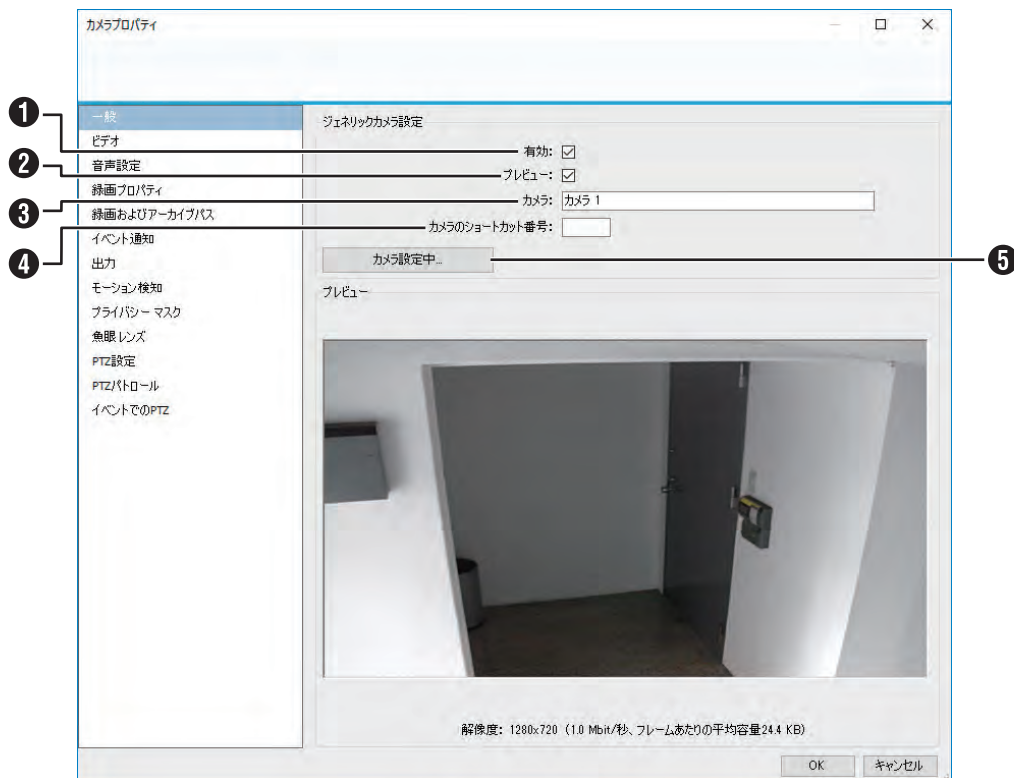 カメラプロパティ
一般
ビデオ
音声設定
録画プロパティ
録画およびアーカイブパス
イベント通知
出力
モーション検知
プライバシー マスク
魚眼レンズ
PTZ設定
PTZパトロール
イベントでのPTZ
ジェネリックカメラ設定
❶ 有効:
❷ プレビュー:
❸ カメラ: カメラ 1
❹ カメラのショートカット番号:
カメラ設定中... ❺
プレビュー
解像度: 1280x720 (1.0 Mbit/秒、フレームあたりの平均容量24.4 KB)
OK キャンセル